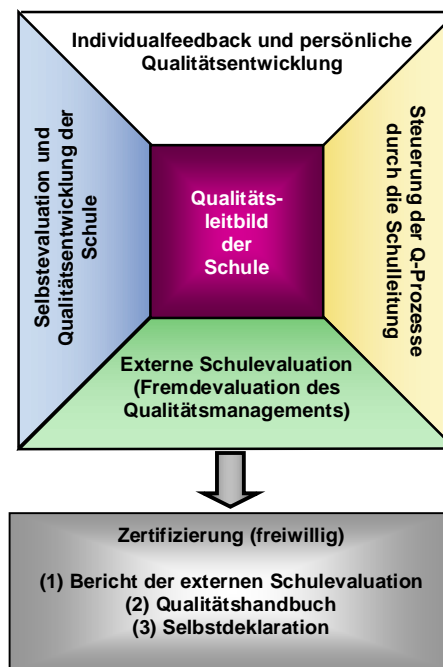 Individualfeedback und persönliche
Qualitätsentwicklung
Selbstevaluation und
Qualitätsentwicklung der
Schule
Qualitäts-
leitbild
der
Schule
Steuerung der Q-Prozesse
durch die Schulleitung
Externe Schulevaluation
(Fremdevaluation des
Qualitätsmanagements)
Zertifizierung (freiwillig)
(1) Bericht der externen Schulevaluation
(2) Qualitätshandbuch
(3) Selbstdeklaration